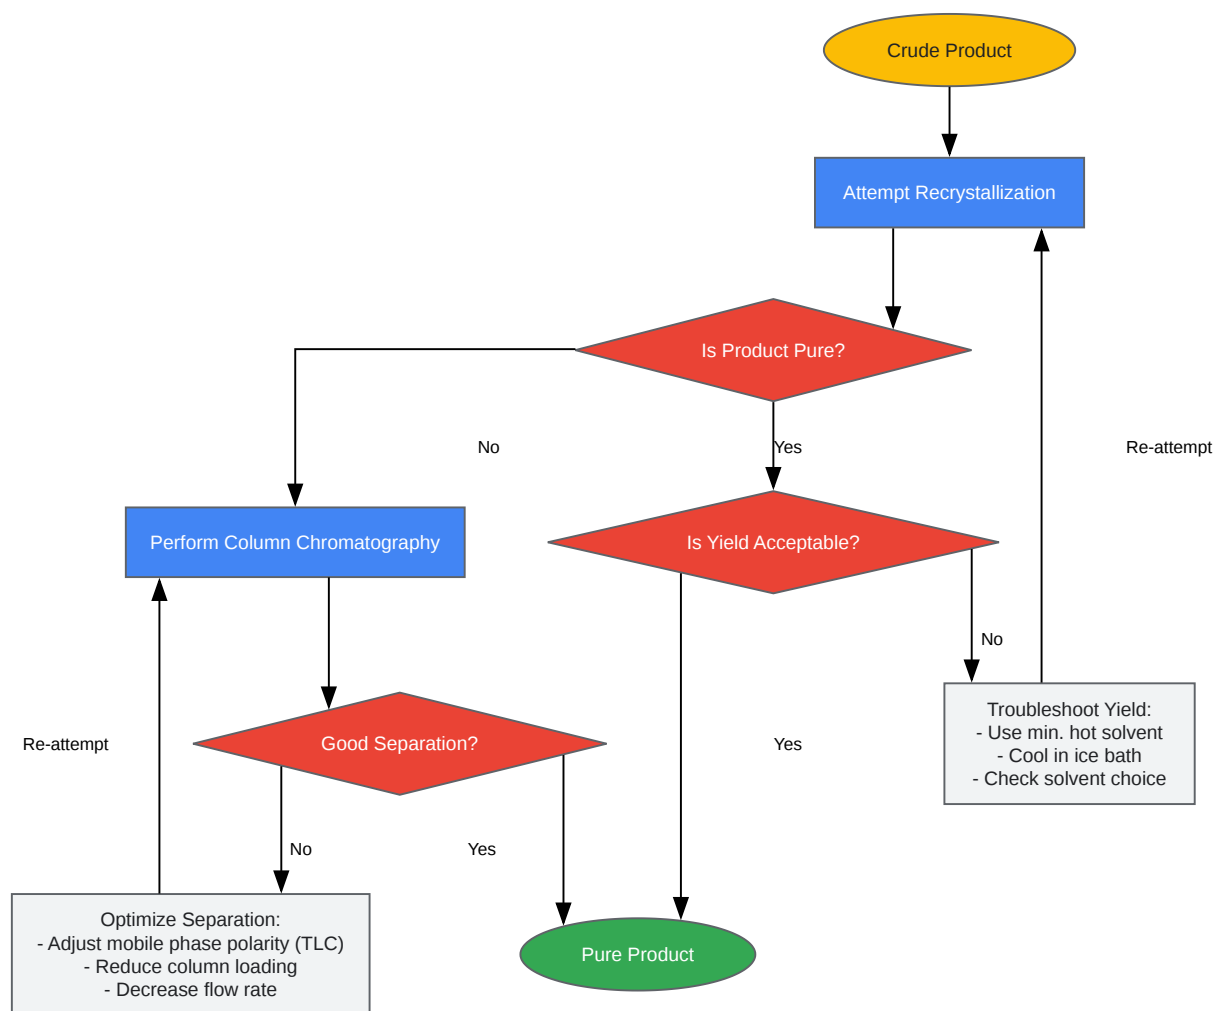 Crude Product
Attempt Recrystallization
Is Product Pure?
No
Yes
Re-attempt
Perform Column Chromatography
Is Yield Acceptable?
No
Troubleshoot Yield:
- Use min. hot solvent
- Cool in ice bath
- Check solvent choice
Re-attempt
Good Separation?
Yes
No
Yes
Optimize Separation:
- Adjust mobile phase polarity (TLC)
- Reduce column loading
- Decrease flow rate
Pure Product